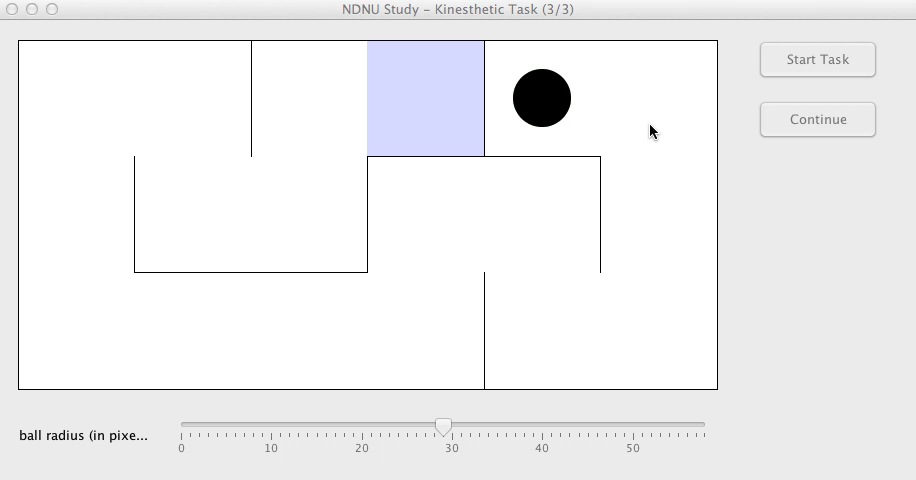 NDNU Study – Kinesthetic Task (3/3)
Start Task
Continue
ball radius (in pixe...
0 10 20 30 40 50